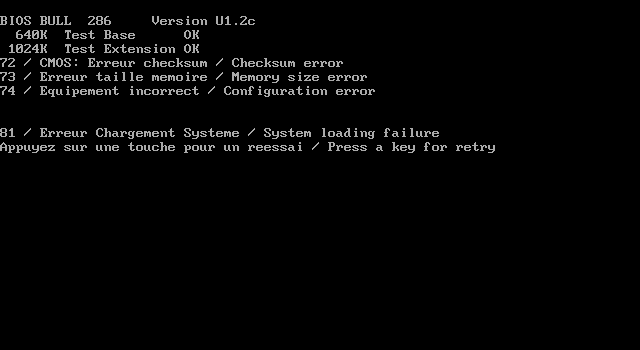 BIOS BULL  286     Version U1.2c
  640K  Test Base      OK
 1024K  Test Extension OK
72 / CMOS: Erreur checksum / Checksum error
73 / Erreur taille memoire / Memory size error
74 / Equipement incorrect / Configuration error
81 / Erreur Chargement Systeme / System loading failure
Appuyez sur une touche pour un reessai / Press a key for retry